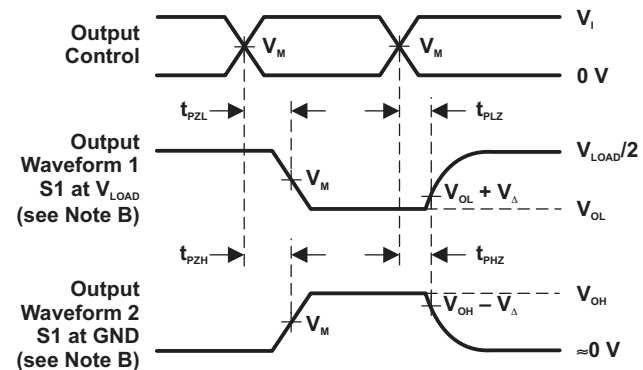 Output
Control
V_M
V_M
V_I
0 V
t_PZL
t_PLZ
Output
Waveform 1
S1 at V_LOAD
(see Note B)
V_M
V_OL + V_Δ
V_LOAD/2
V_OL
t_PZH
t_PHZ
Output
Waveform 2
S1 at GND
(see Note B)
V_M
V_OH – V_Δ
V_OH
≈0 V